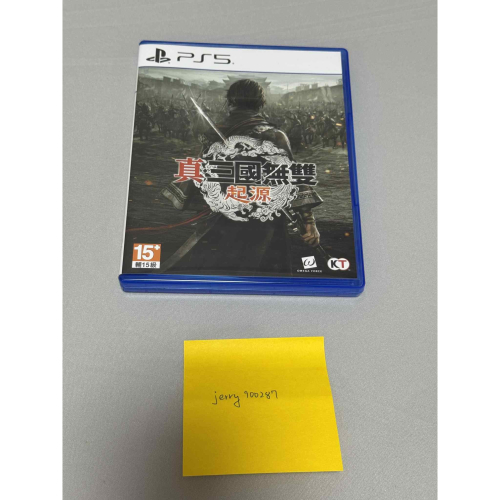 PS5
真・三國無雙
起源
15+
輔15級
OMEGA FORCE
KT
jerry900287